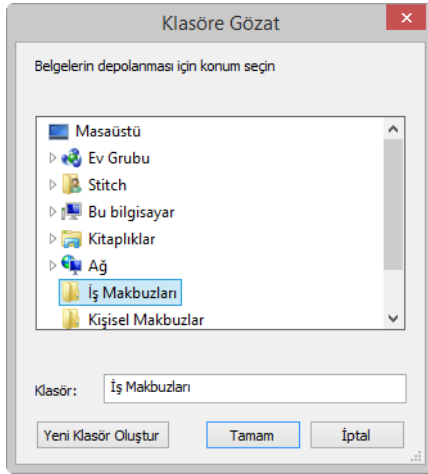 Klasöre Gözat
Belgelerin depolanması için konum seçin
Masaüstü
Ev Grubu
Stitch
Bu bilgisayar
Kitaplıklar
Ağ
İş Makbuzları
Kişisel Makbuzlar
Klasör: İş Makbuzları
Yeni Klasör Oluştur Tamam İptal